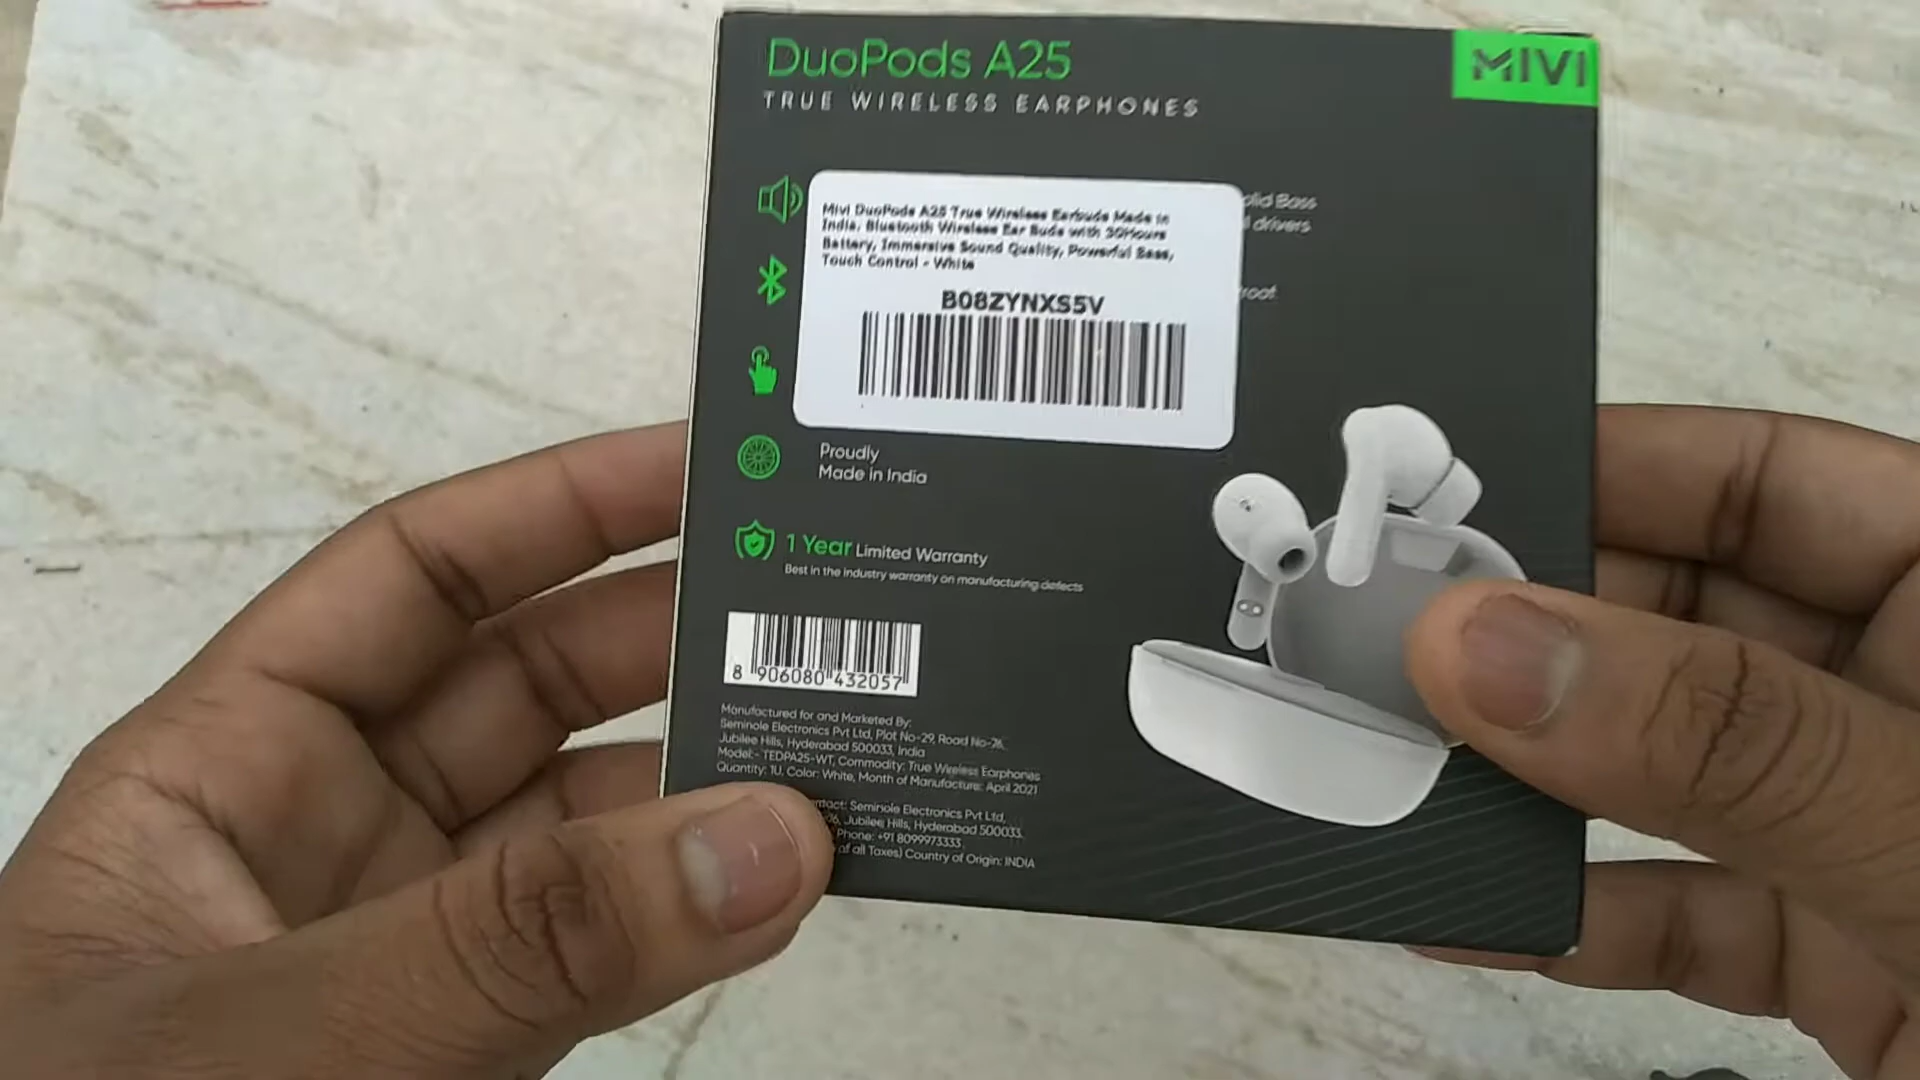 DuoPods A25
MIVI
TRUE WIRELESS EARPHONES
Mivi DuoPods A25 True Wireless Earbuds Made in
India, Bluetooth Wireless Ear Buds with 30Hours
Battery, Immersive Sound Quality, Powerful Bass,
Touch Control - White
B08ZYNXS5V
olid Bass
drivers
roof
Proudly
Made in India
1 Year Limited Warranty
Best in the industry warranty on manufacturing defects
8 906080 432057
Manufactured for and Marketed By:
Seminole Electronics Pvt Ltd, Plot No-29, Road No-26,
Jubilee Hills, Hyderabad 500033, India
Model:- TEDPA25-WT, Commodity: True Wireless Earphones
Quantity: 1U, Color: White, Month of Manufacture: April 2021
ntact: Seminole Electronics Pvt Ltd,
Jubilee Hills, Hyderabad 500033.
Phone: +91 8099973333
of all Taxes) Country of Origin: INDIA